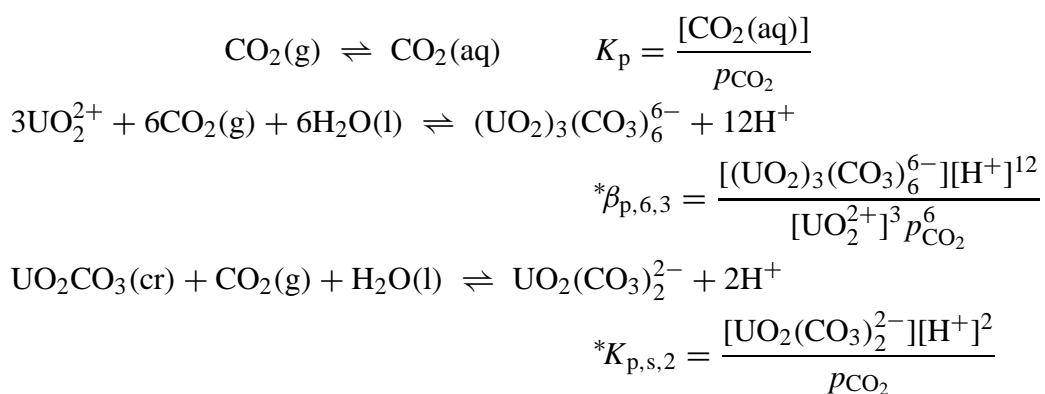 CO₂(g) ⇌ CO₂(aq)    Kₚ = [CO₂(aq)] / p_CO₂
3UO₂²⁺ + 6CO₂(g) + 6H₂O(l) ⇌ (UO₂)₃(CO₃)₆⁶⁻ + 12H⁺
*β_p,6,3 = [(UO₂)₃(CO₃)₆⁶⁻][H⁺]¹² / [UO₂²⁺]³ p⁶_CO₂
UO₂CO₃(cr) + CO₂(g) + H₂O(l) ⇌ UO₂(CO₃)₂²⁻ + 2H⁺
*K_p,s,2 = [UO₂(CO₃)₂²⁻][H⁺]² / p_CO₂